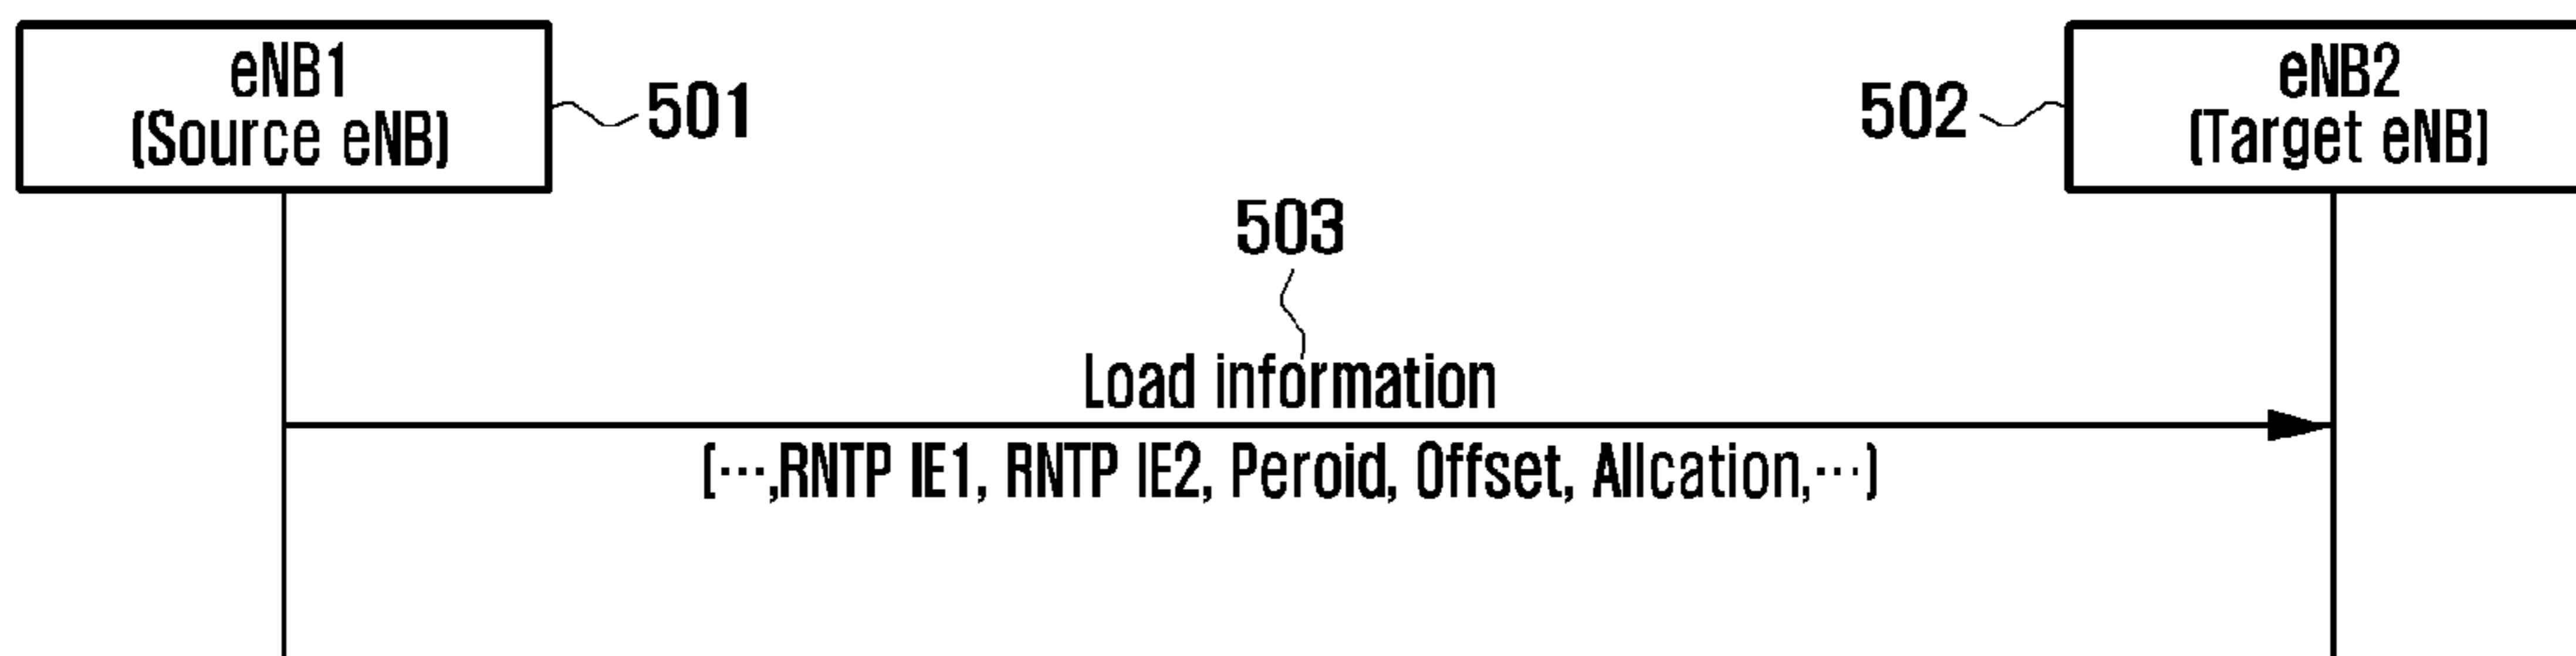 eNB1
(Source eNB)
501
502
eNB2
(Target eNB)
503
Load information
(···,RNTP IE1, RNTP IE2, Peroid, Offset, Allcation,···)